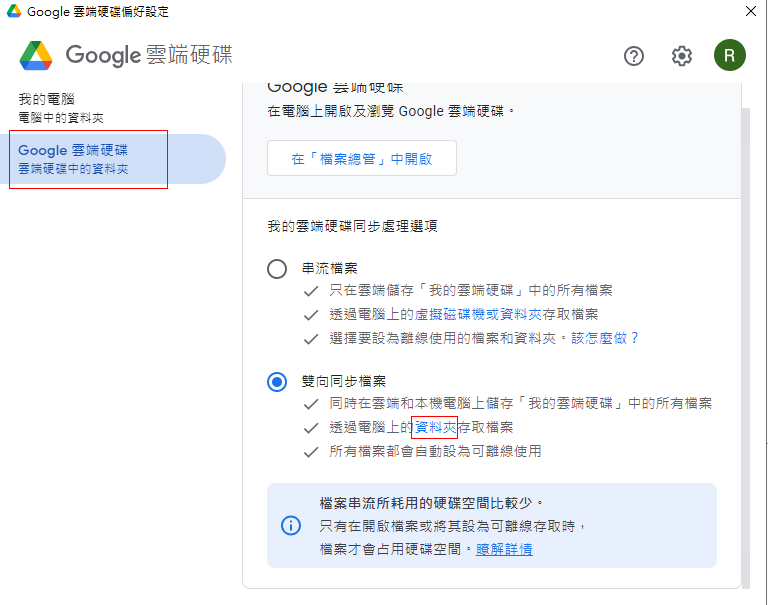 Google 雲端硬碟偏好設定
Google 雲端硬碟
R
我的電腦
電腦中的資料夾
Google 雲端硬碟
雲端硬碟中的資料夾
Google 雲端硬碟
在電腦上開啟及瀏覽 Google 雲端硬碟。
在「檔案總管」中開啟
我的雲端硬碟同步處理選項
串流檔案
只在雲端儲存「我的雲端硬碟」中的所有檔案
透過電腦上的虛擬磁碟機或資料夾存取檔案
選擇要設為離線使用的檔案和資料夾。該怎麼做？
雙向同步檔案
同時在雲端和本機電腦上儲存「我的雲端硬碟」中的所有檔案
透過電腦上的資料夾存取檔案
所有檔案都會自動設為可離線使用
檔案串流所耗用的硬碟空間比較少。
只有在開啟檔案或將其設為可離線存取時，
檔案才會占用硬碟空間。瞭解詳情